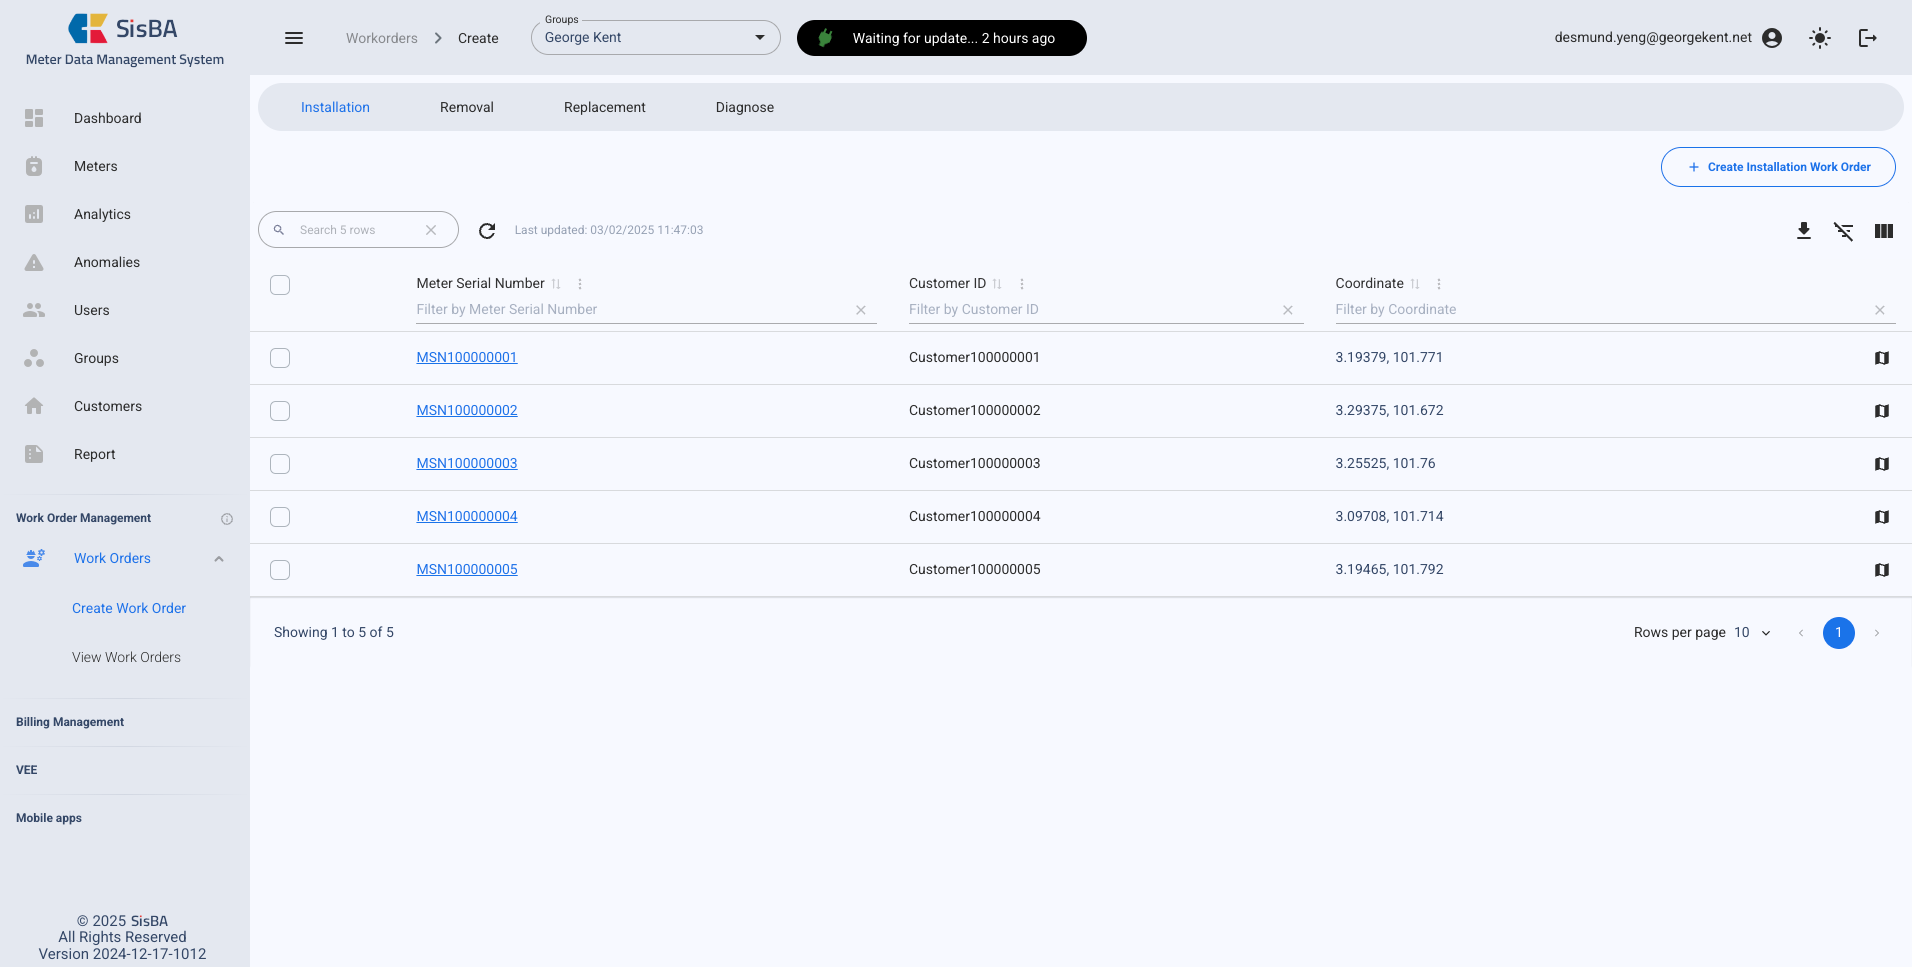 SisBA
Meter Data Management System
Workorders > Create
Groups
George Kent
Waiting for update... 2 hours ago
desmund.yeng@georgekent.net
Dashboard
Meters
Analytics
Anomalies
Users
Groups
Customers
Report
Work Order Management
Work Orders
Create Work Order
View Work Orders
Billing Management
VEE
Mobile apps
© 2025 SisBA
All Rights Reserved
Version 2024-12-17-1012
Installation Removal Replacement Diagnose
+ Create Installation Work Order
Search 5 rows
Last updated: 03/02/2025 11:47:03
Meter Serial Number Customer ID Coordinate
Filter by Meter Serial Number Filter by Customer ID Filter by Coordinate
MSN100000001 Customer100000001 3.19379, 101.771
MSN100000002 Customer100000002 3.29375, 101.672
MSN100000003 Customer100000003 3.25525, 101.76
MSN100000004 Customer100000004 3.09708, 101.714
MSN100000005 Customer100000005 3.19465, 101.792
Showing 1 to 5 of 5
Rows per page 10 ‹ 1 ›